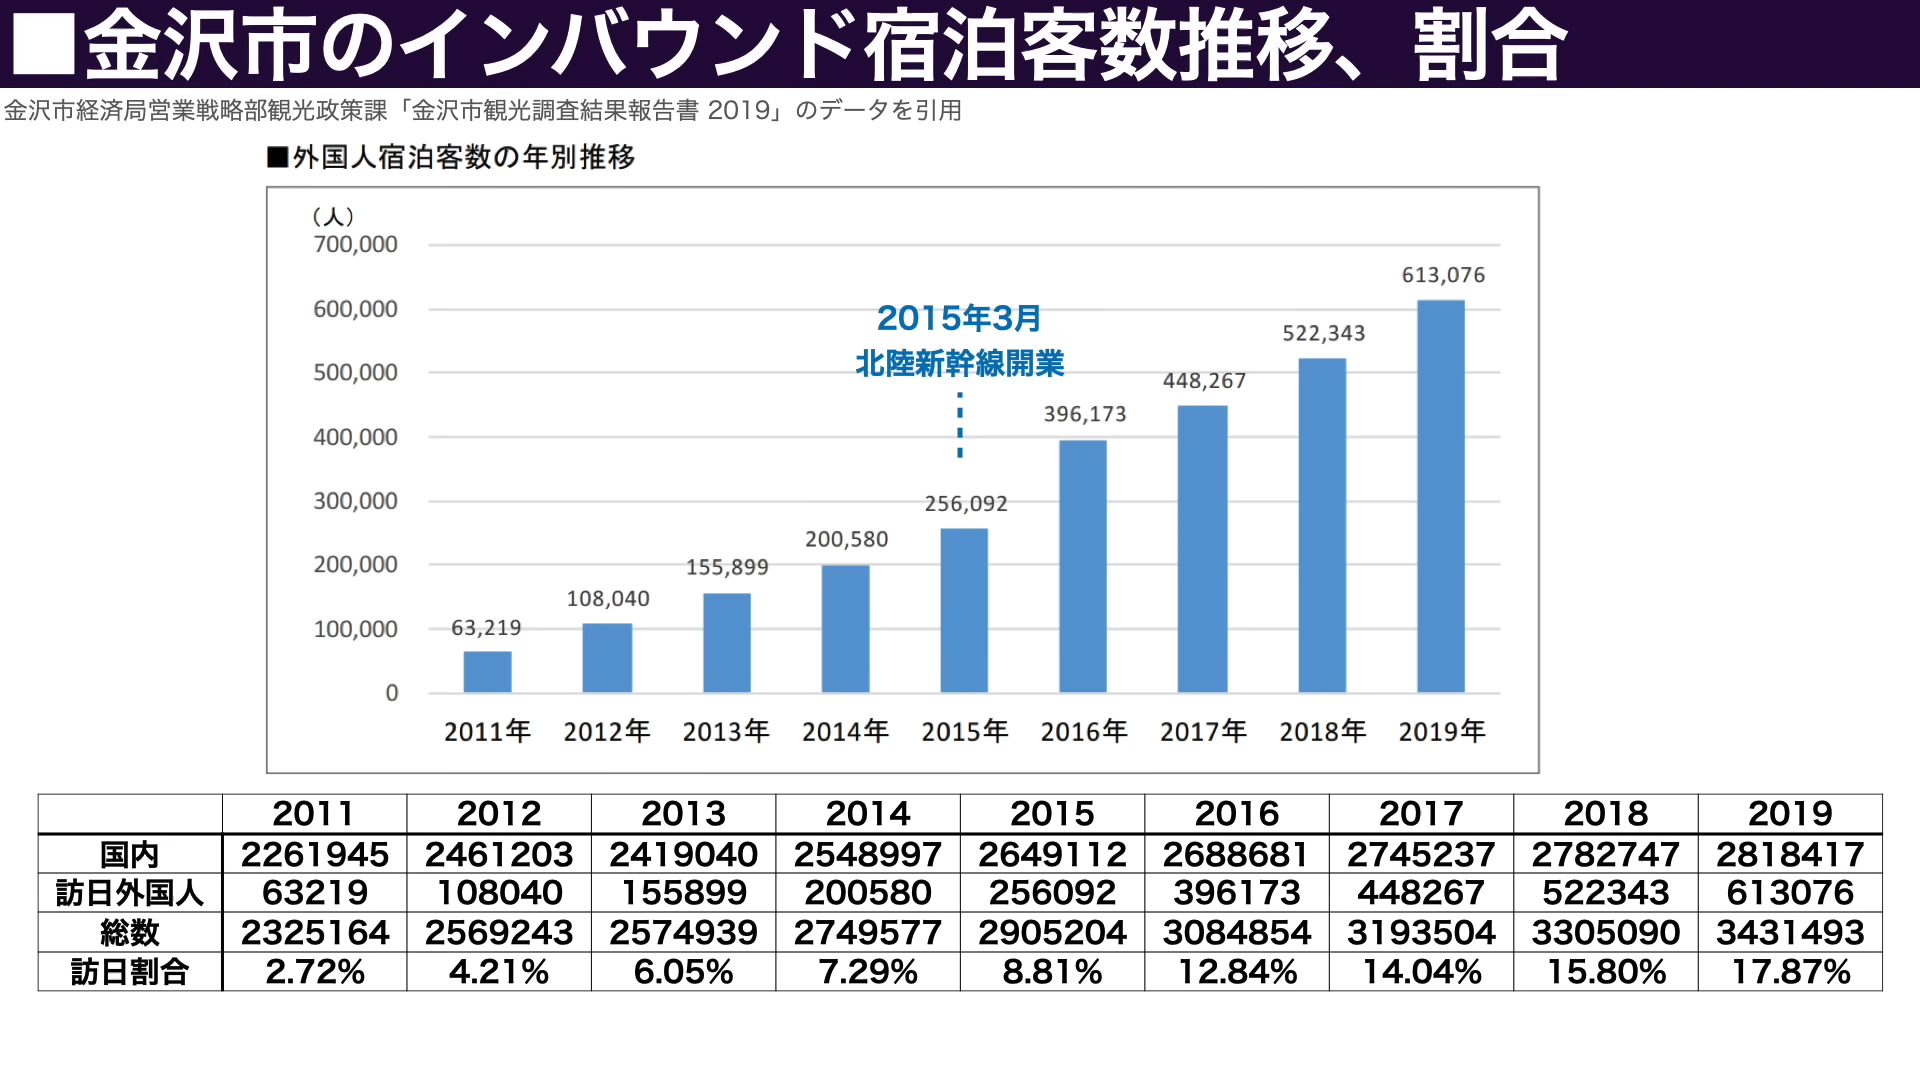 ■金沢市のインバウンド宿泊客数推移、割合
金沢市経済局営業戦略部観光政策課「金沢市観光調査結果報告書 2019」のデータを引用
■外国人宿泊客数の年別推移
（人）
700,000
600,000
500,000
400,000
300,000
200,000
100,000
0
2015年3月
北陸新幹線開業
63,219
108,040
155,899
200,580
256,092
396,173
448,267
522,343
613,076
2011年 2012年 2013年 2014年 2015年 2016年 2017年 2018年 2019年
2011 2012 2013 2014 2015 2016 2017 2018 2019
国内 2261945 2461203 2419040 2548997 2649112 2688681 2745237 2782747 2818417
訪日外国人 63219 108040 155899 200580 256092 396173 448267 522343 613076
総数 2325164 2569243 2574939 2749577 2905204 3084854 3193504 3305090 3431493
訪日割合 2.72% 4.21% 6.05% 7.29% 8.81% 12.84% 14.04% 15.80% 17.87%